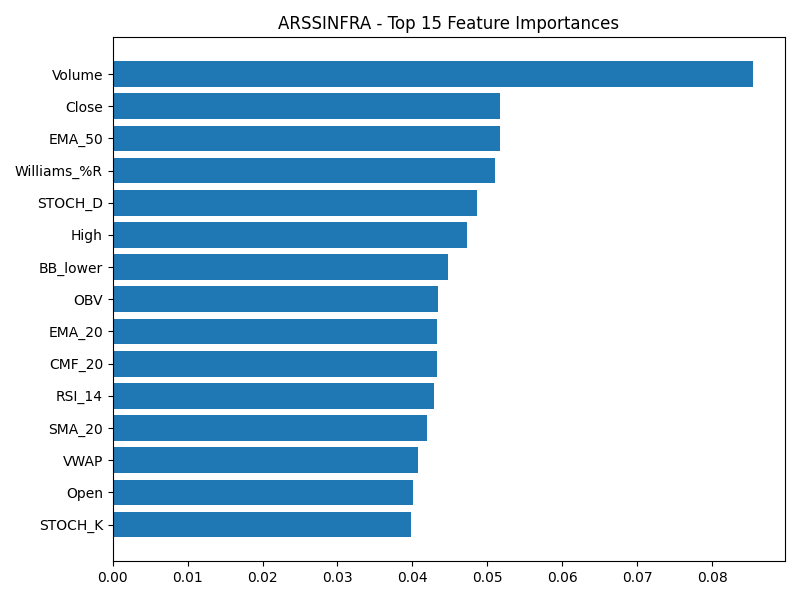 ARSSINFRA - Top 15 Feature Importances
Volume
Close
EMA_50
Williams_%R
STOCH_D
High
BB_lower
OBV
EMA_20
CMF_20
RSI_14
SMA_20
VWAP
Open
STOCH_K
0.00 0.01 0.02 0.03 0.04 0.05 0.06 0.07 0.08